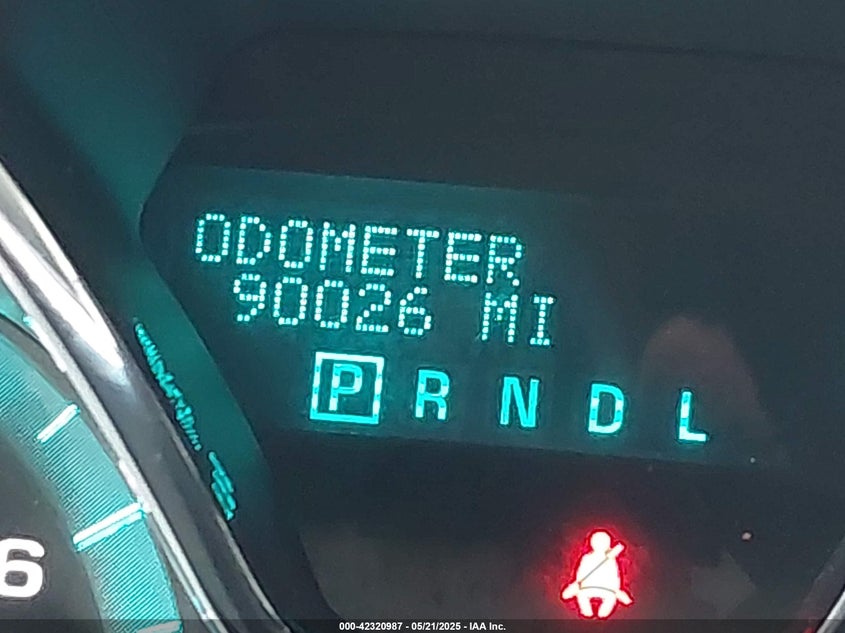 ODOMETER
90026 MI
P R N D L
6
000-42320987 - 05/21/2025 - IAA Inc.